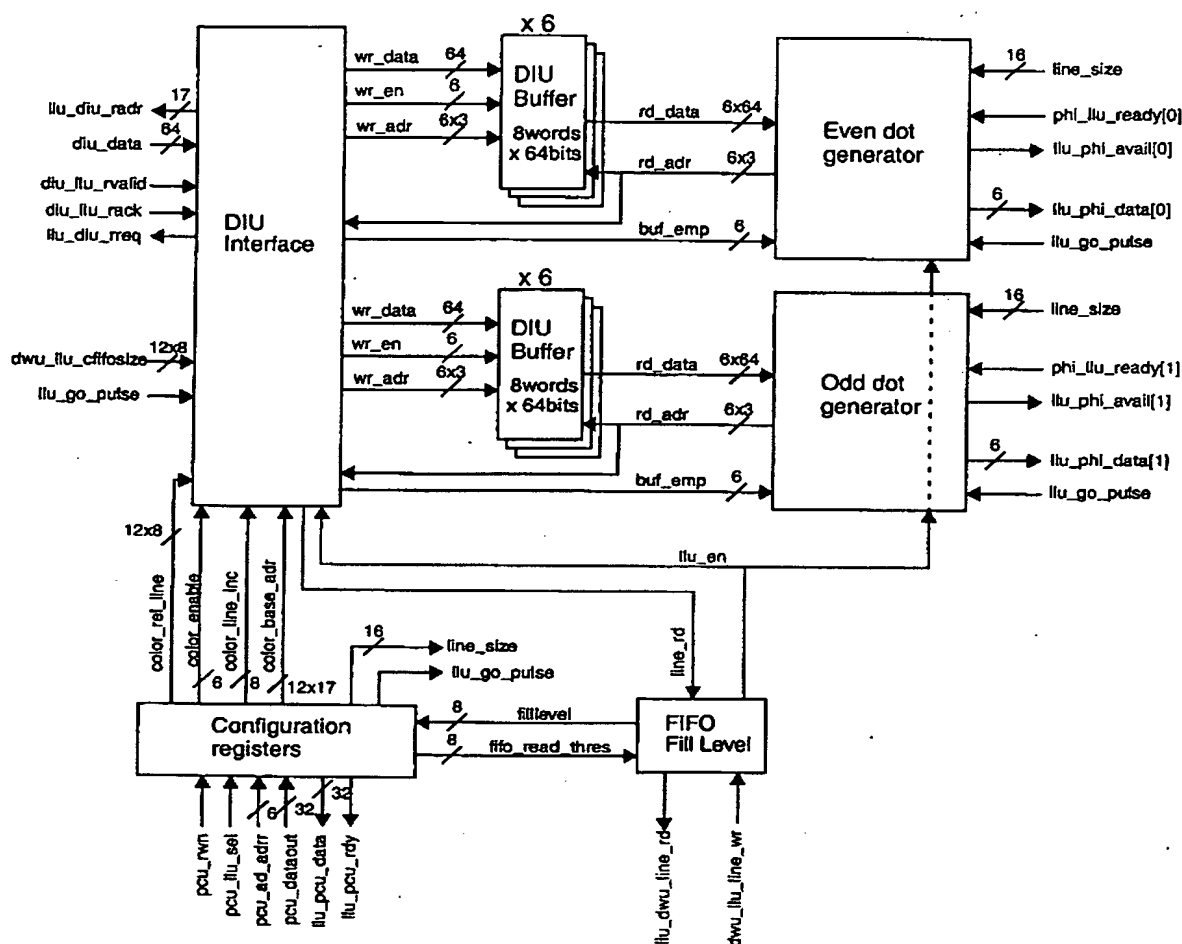 x 6
wr_data
64
wr_en
6
wr_adr
6x3
DIU
Buffer
8words
x 64bits
rd_data
6x64
rd_adr
6x3
buf_emp
6
Even dot
generator
16
line_size
phi_llu_ready[0]
llu_phi_avail[0]
6
llu_phi_data[0]
llu_go_pulse
llu_diu_radr
17
diu_data
64
diu_llu_rvalid
diu_llu_rack
llu_diu_rreq
DIU
Interface
dwu_llu_cfifosize
12x8
llu_go_pulse
x 6
wr_data
64
wr_en
6
wr_adr
6x3
DIU
Buffer
8words
x 64bits
rd_data
6x64
rd_adr
6x3
buf_emp
6
Odd dot
generator
16
line_size
phi_llu_ready[1]
llu_phi_avail[1]
6
llu_phi_data[1]
llu_go_pulse
12x8
color_rel_line
color_enable
6
color_line_inc
8
color_base_adr
12x17
llu_en
line_rd
16
line_size
llu_go_pulse
Configuration
registers
8
filllevel
8
fifo_read_thres
FIFO
Fill Level
pcu_rwn
pcu_llu_sel
pcu_ad_adrr
6
pcu_dataout
32
llu_pcu_data
32
llu_pcu_rdy
llu_dwu_line_rd
dwu_llu_line_wr